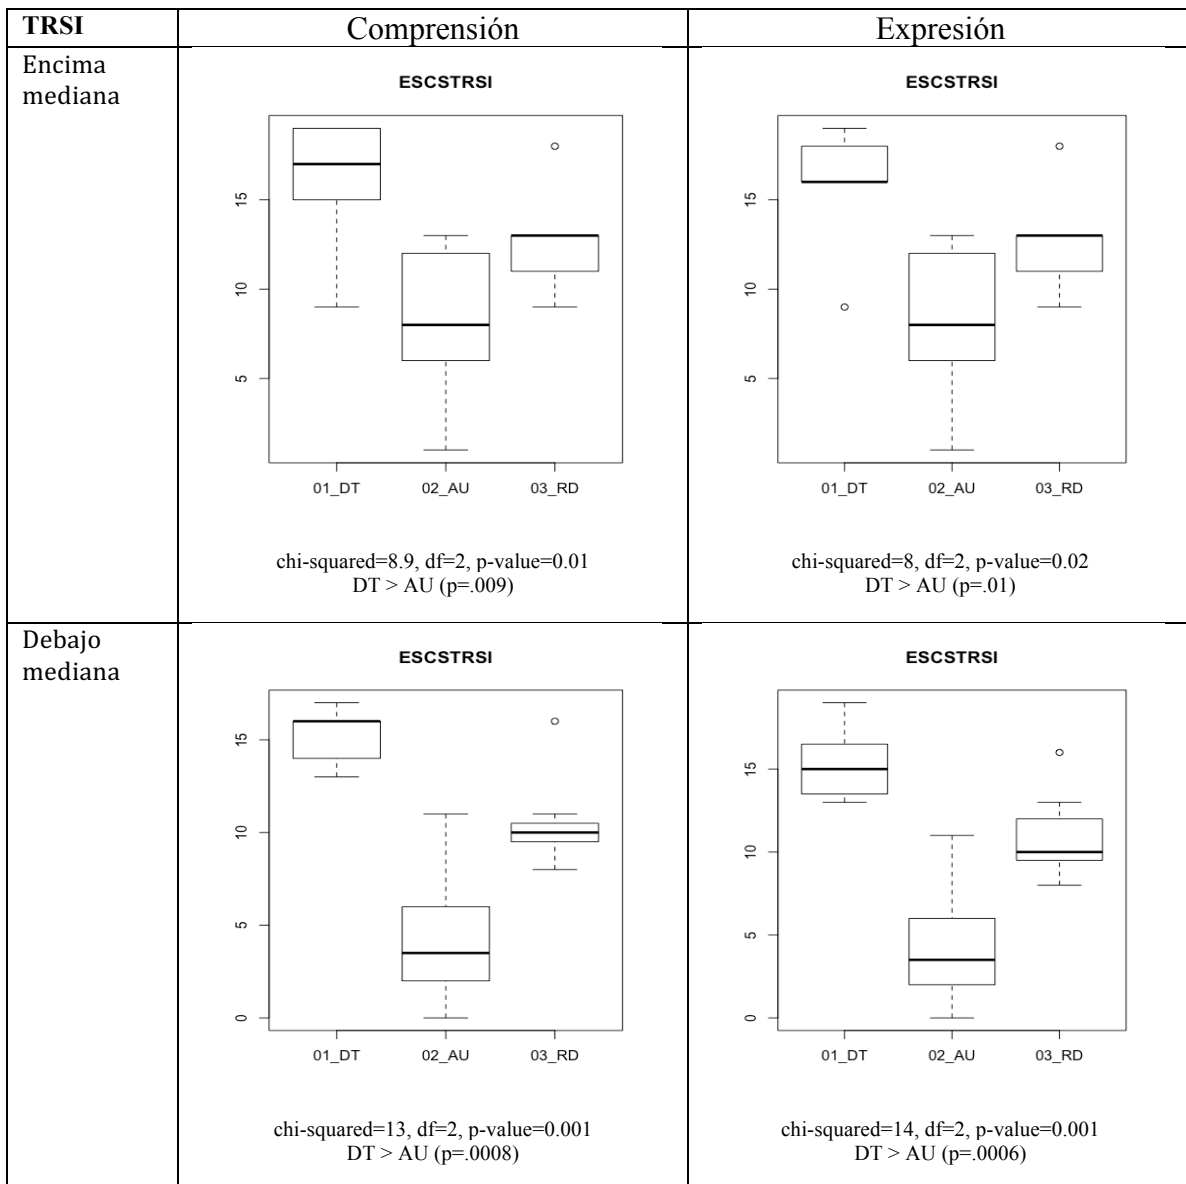 TRSI
Comprensión
Expresión
Encima
mediana
ESCSTRSI
15
10
5
01_DT 02_AU 03_RD
chi-squared=8.9, df=2, p-value=0.01
DT > AU (p=.009)
ESCSTRSI
15
10
5
01_DT 02_AU 03_RD
chi-squared=8, df=2, p-value=0.02
DT > AU (p=.01)
Debajo
mediana
ESCSTRSI
15
10
5
0
01_DT 02_AU 03_RD
chi-squared=13, df=2, p-value=0.001
DT > AU (p=.0008)
ESCSTRSI
15
10
5
0
01_DT 02_AU 03_RD
chi-squared=14, df=2, p-value=0.001
DT > AU (p=.0006)